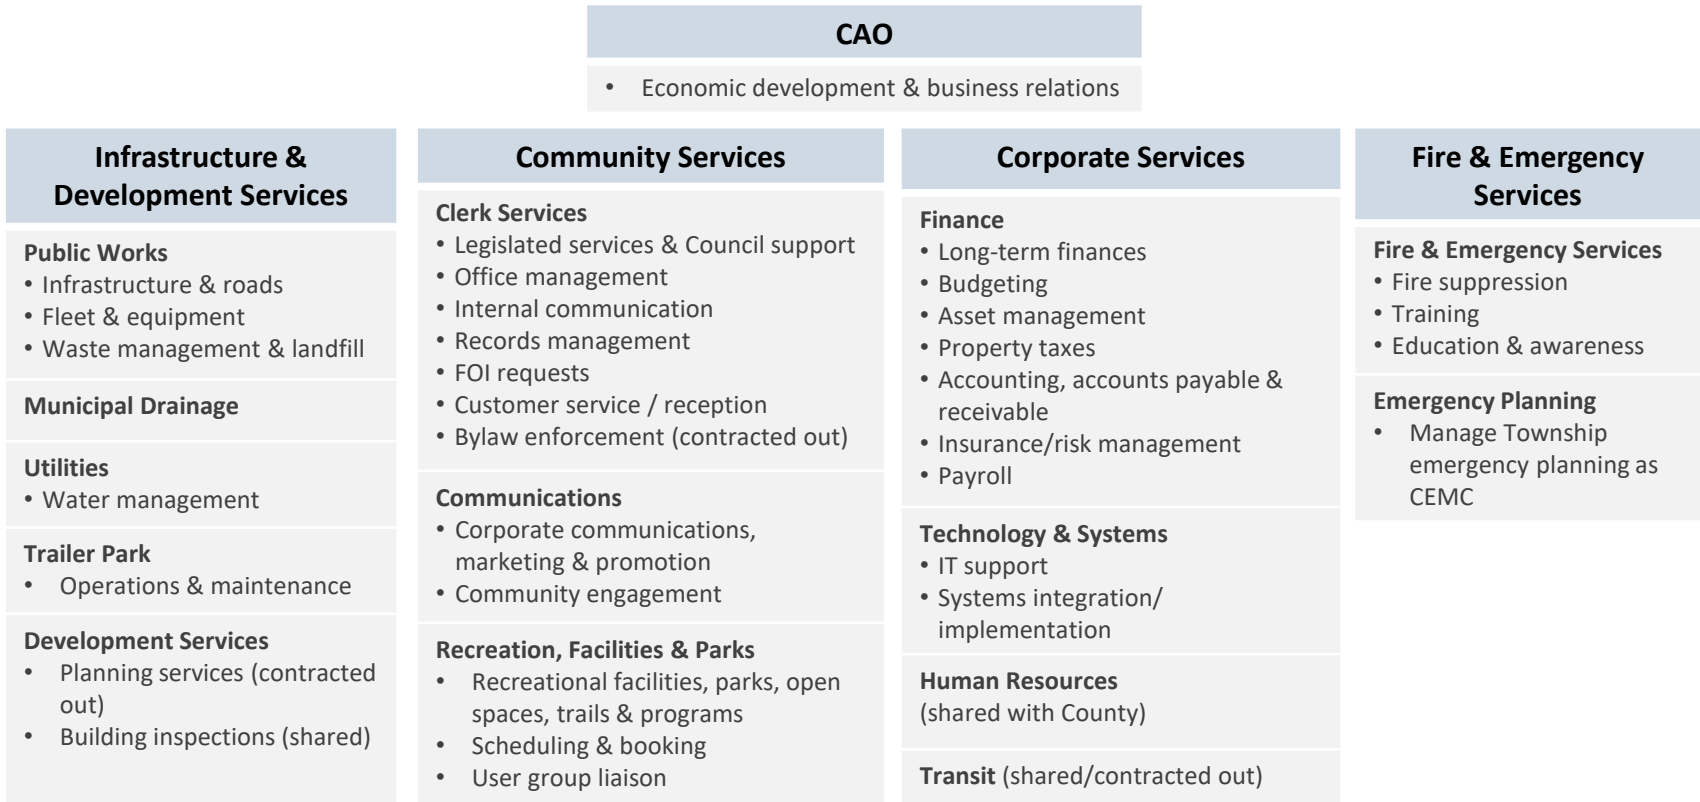 CAO
• Economic development & business relations
Infrastructure &
Development Services
Public Works
• Infrastructure & roads
• Fleet & equipment
• Waste management & landfill
Municipal Drainage
Utilities
• Water management
Trailer Park
• Operations & maintenance
Development Services
• Planning services (contracted
out)
• Building inspections (shared)
Community Services
Clerk Services
• Legislated services & Council support
• Office management
• Internal communication
• Records management
• FOI requests
• Customer service / reception
• Bylaw enforcement (contracted out)
Communications
• Corporate communications,
marketing & promotion
• Community engagement
Recreation, Facilities & Parks
• Recreational facilities, parks, open
spaces, trails & programs
• Scheduling & booking
• User group liaison
Corporate Services
Finance
• Long-term finances
• Budgeting
• Asset management
• Property taxes
• Accounting, accounts payable &
receivable
• Insurance/risk management
• Payroll
Technology & Systems
• IT support
• Systems integration/
implementation
Human Resources
(shared with County)
Transit (shared/contracted out)
Fire & Emergency
Services
Fire & Emergency Services
• Fire suppression
• Training
• Education & awareness
Emergency Planning
• Manage Township
emergency planning as
CEMC